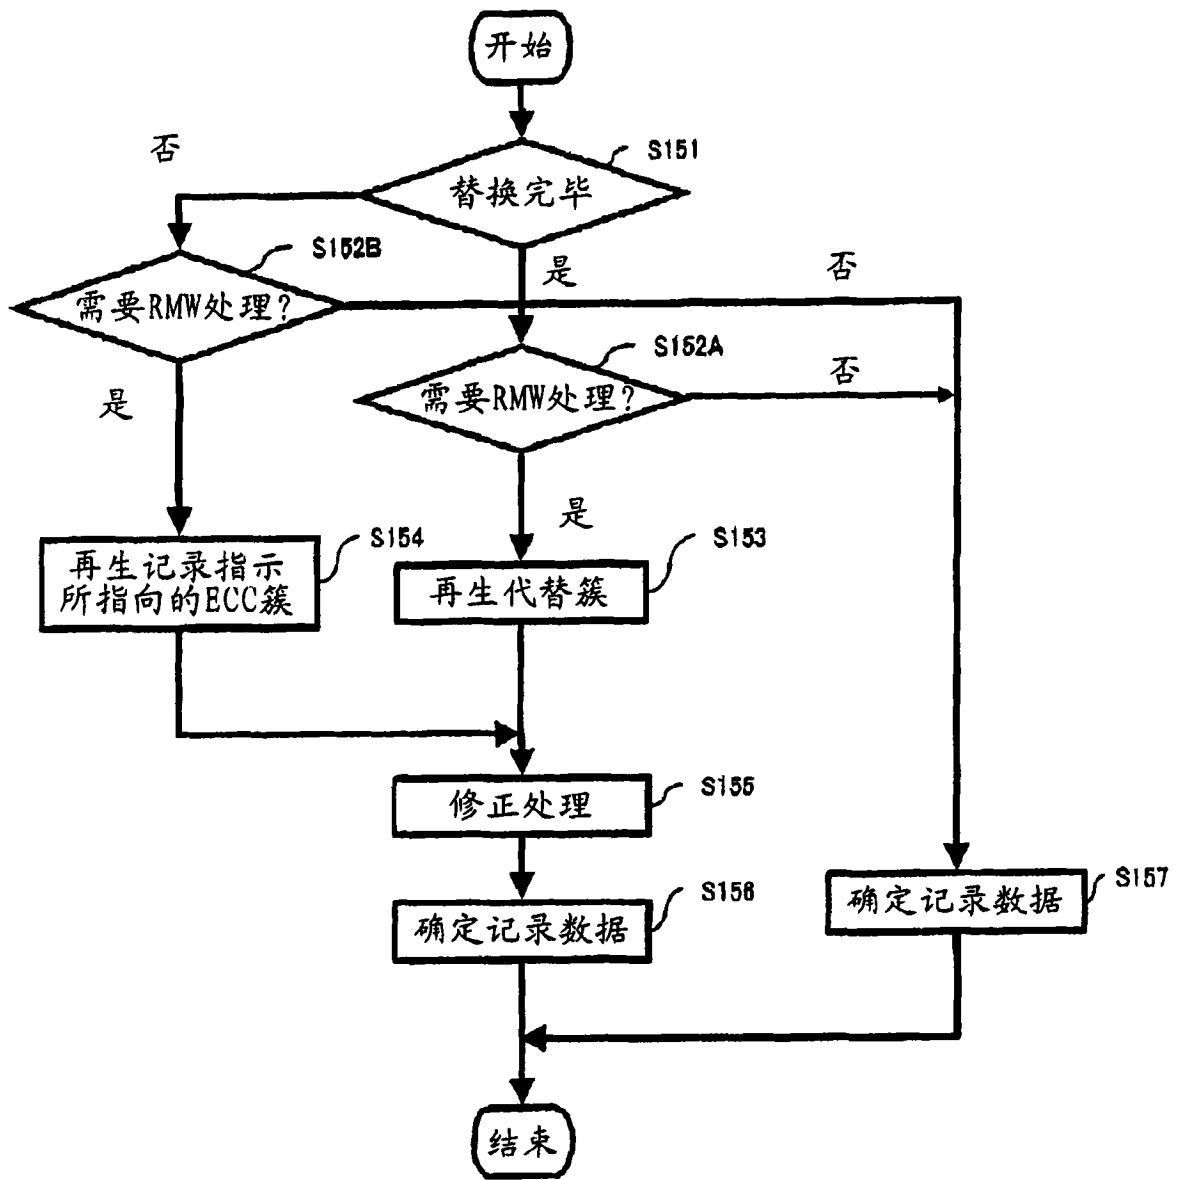 开始
否
S151
替换完毕
S152B
是
否
需要RMW处理?
S152A
否
是
需要RMW处理?
是
S154
S153
再生记录指示
所指向的ECC簇
再生代替簇
S155
修正处理
S156
S157
确定记录数据
确定记录数据
结束